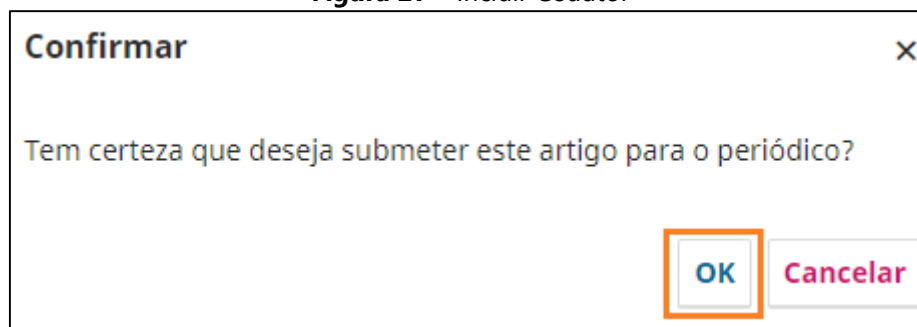 Confirmar ×
Tem certeza que deseja submeter este artigo para o periódico?
OK Cancelar